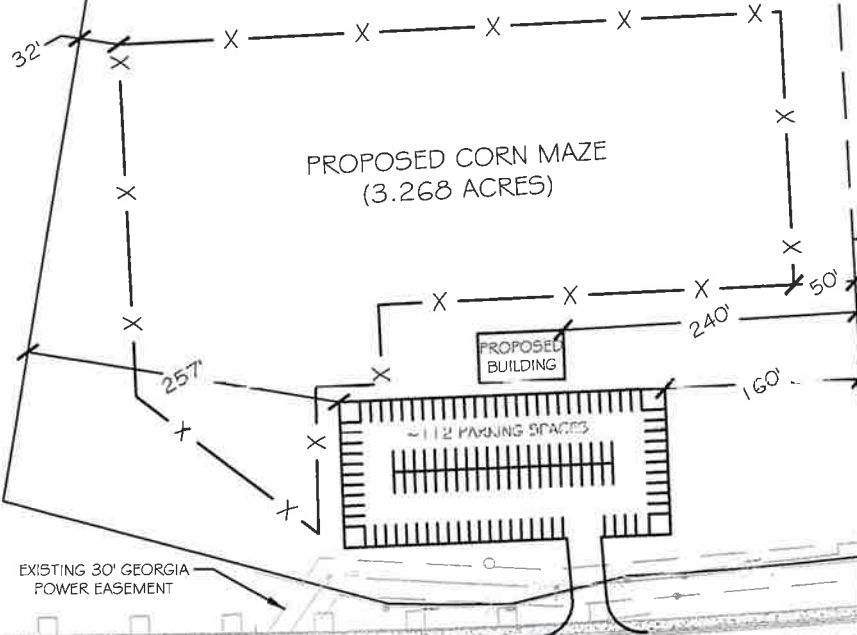 32'
PROPOSED CORN MAZE
(3.268 ACRES)
50'
240'
PROPOSED
BUILDING
257'
160'
~112 PARKING SPACES
EXISTING 30' GEORGIA
POWER EASEMENT